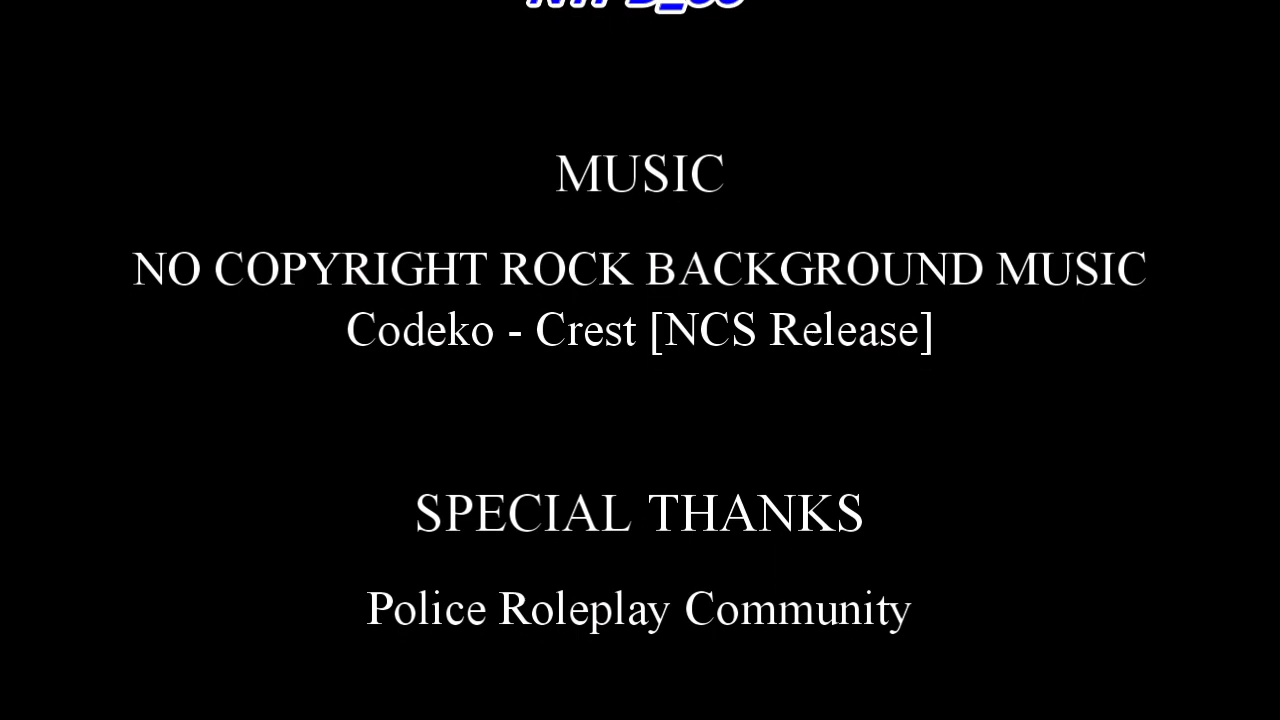 MUSIC
NO COPYRIGHT ROCK BACKGROUND MUSIC
Codeko - Crest [NCS Release]
SPECIAL THANKS
Police Roleplay Community